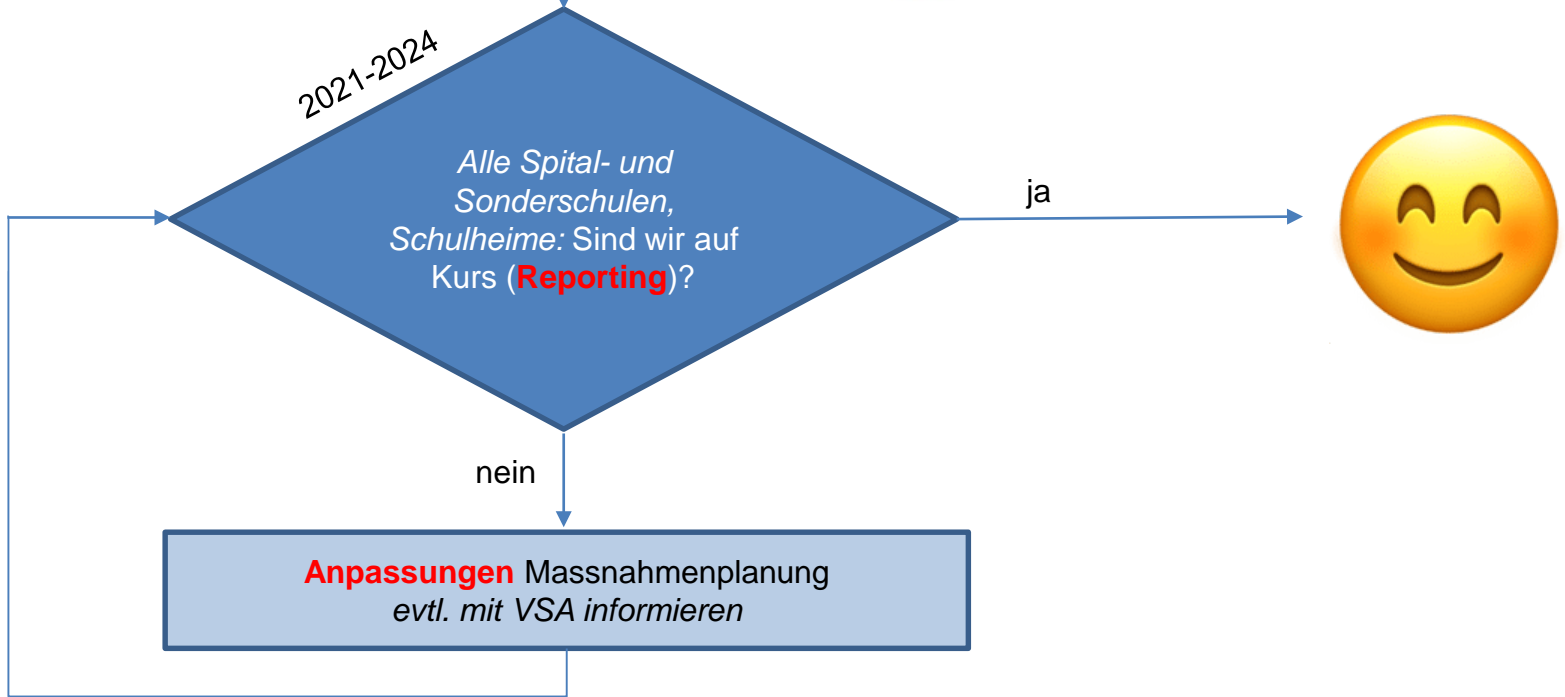 2021-2024
Alle Spital- und
Sonderschulen,
Schulheime: Sind wir auf
Kurs (Reporting)?
ja
nein
Anpassungen Massnahmenplanung
evtl. mit VSA informieren